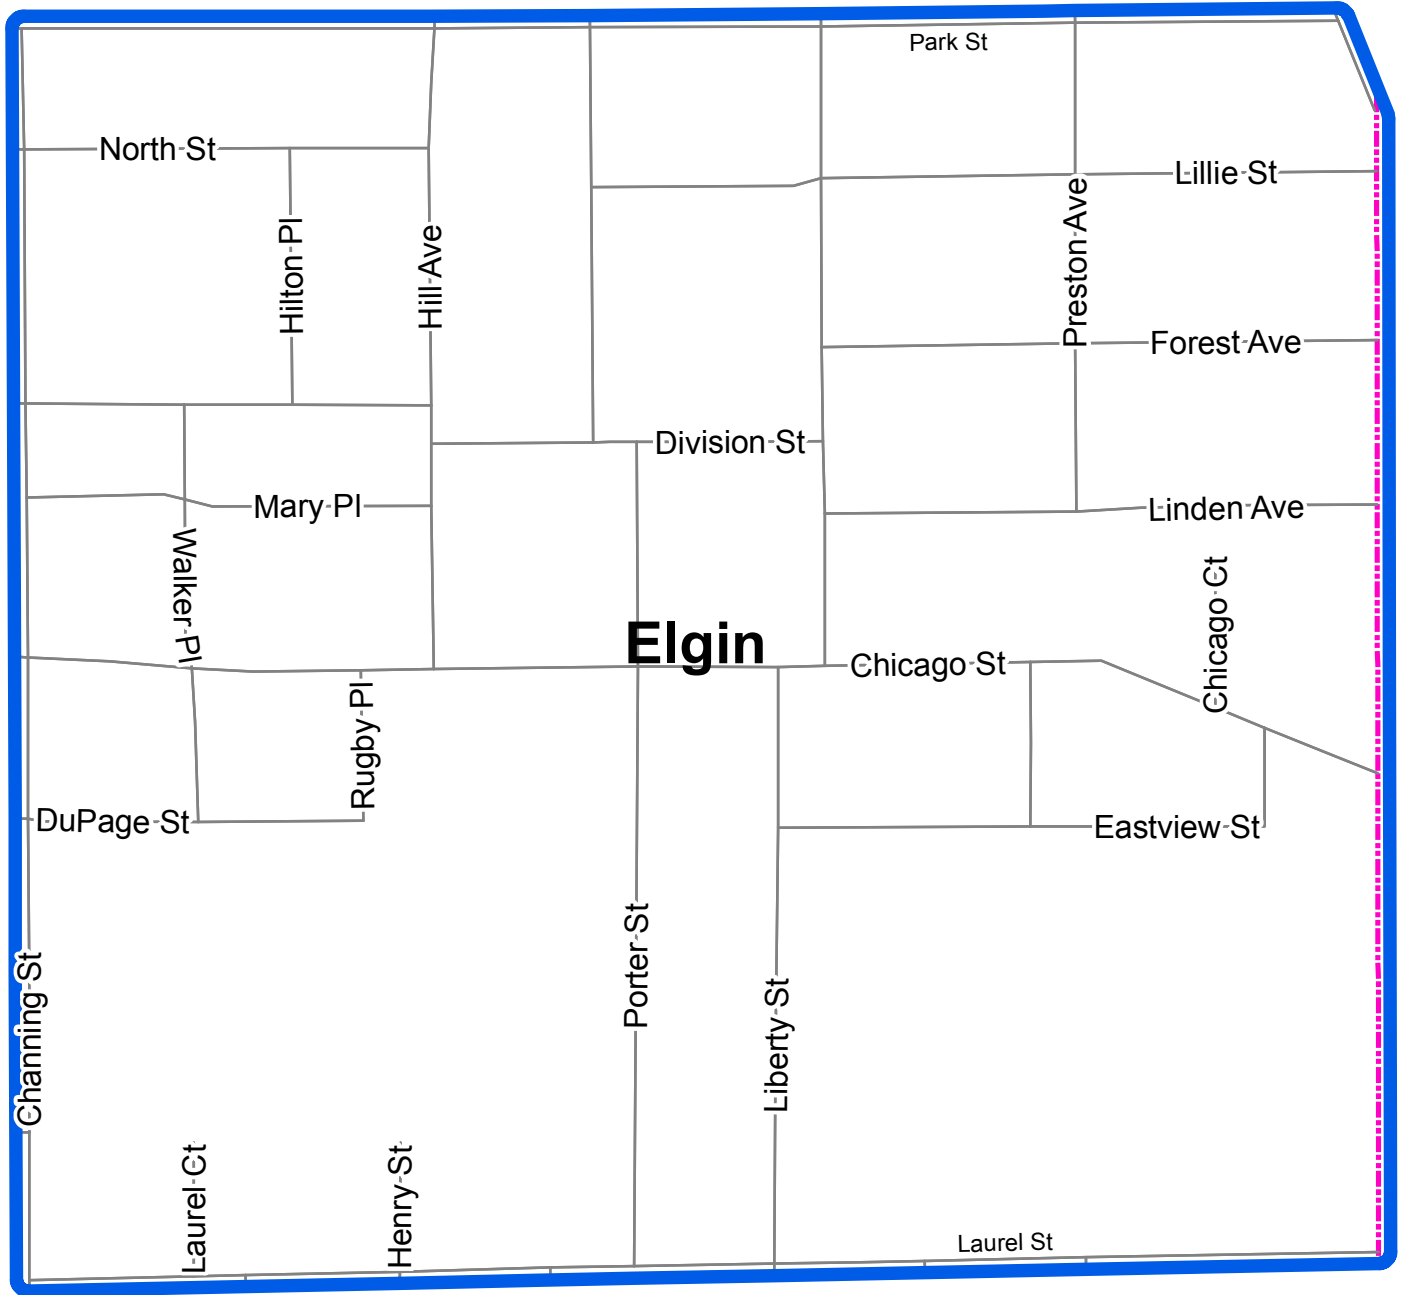 Park St
North St
Lillie St
Hilton Pl
Hill Ave
Preston Ave
Forest Ave
Division St
Mary Pl
Linden Ave
Walker Pl
Chicago Ct
Elgin
Chicago St
Rugby Pl
DuPage St
Eastview St
Porter St
Channing St
Liberty St
Laurel Ct
Henry St
Laurel St